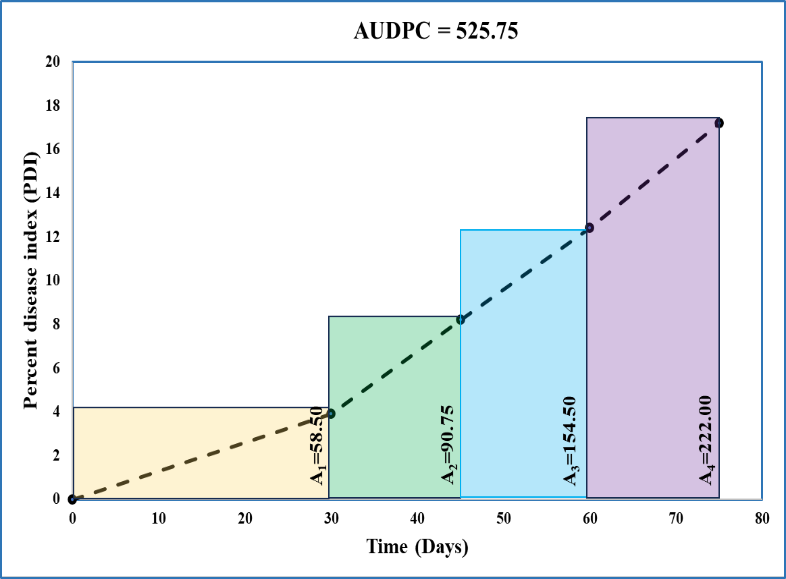 AUDPC = 525.75
Percent disease index (PDI)
20
18
16
14
12
10
8
6
4
2
0
A₁=58.50
A₂=90.75
A₃=154.50
A₄=222.00
0 10 20 30 40 50 60 70 80
Time (Days)